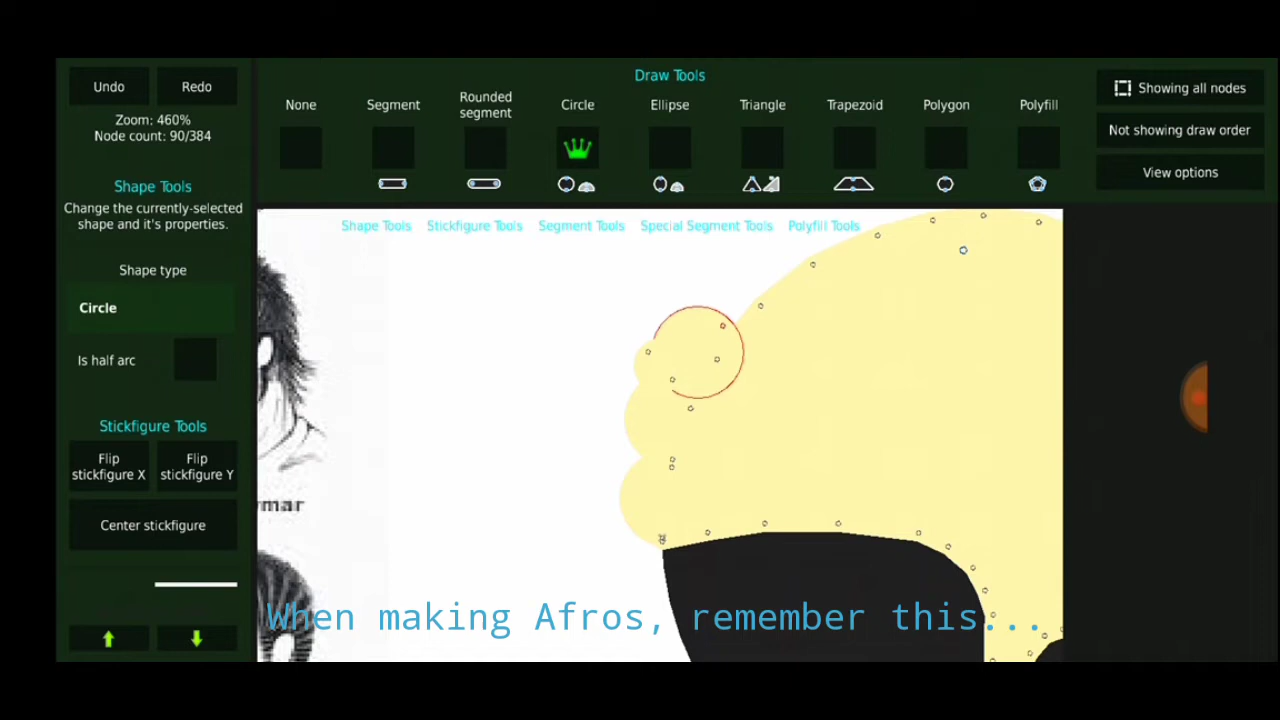 Undo
Redo
Zoom: 460%
Node count: 90/384
Shape Tools
Change the currently-selected
shape and it's properties.
Shape type
Circle
Is half arc
Stickfigure Tools
Flip
stickfigure X
Flip
stickfigure Y
Center stickfigure
Draw Tools
None
Segment
Rounded
segment
Circle
Ellipse
Triangle
Trapezoid
Polygon
Polyfill
Showing all nodes
Not showing draw order
View options
Shape Tools
Stickfigure Tools
Segment Tools
Special Segment Tools
Polyfill Tools
When making Afros, remember this...